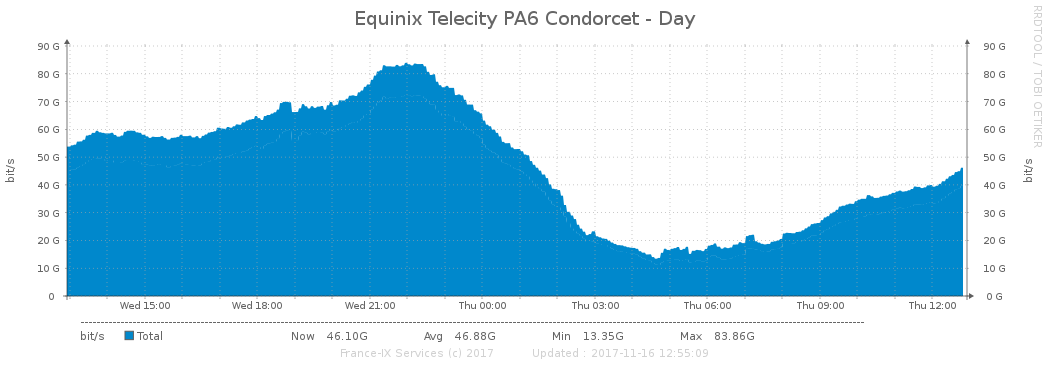 Equinix Telecity PA6 Condorcet - Day
RRDTOOL / TOBI OETIKER
90 G 90 G
80 G 80 G
70 G 70 G
60 G 60 G
50 G 50 G
bit/s bit/s
40 G 40 G
30 G 30 G
20 G 20 G
10 G 10 G
0 0 G
Wed 15:00 Wed 18:00 Wed 21:00 Thu 00:00 Thu 03:00 Thu 06:00 Thu 09:00 Thu 12:00
bit/s Total Now 46.10G Avg 46.88G Min 13.35G Max 83.86G
France-IX Services (c) 2017 Updated : 2017-11-16 12:55:09